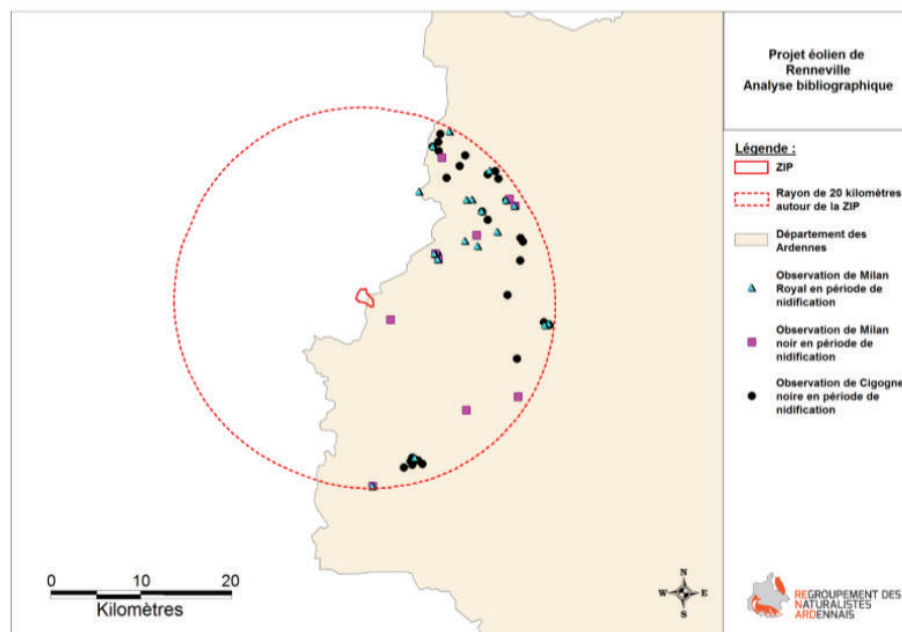 Projet éolien de
Renneville
Analyse bibliographique
Légende :
ZIP
Rayon de 20 kilomètres
autour de la ZIP
Département des
Ardennes
Observation de Milan
Royal en période de
nidification
Observation de Milan
noir en période de
nidification
Observation de Cigogne
noire en période de
nidification
0 10 20
Kilomètres
N
W E
S
REGROUPEMENT DES
NATURALISTES
ARDENNAIS